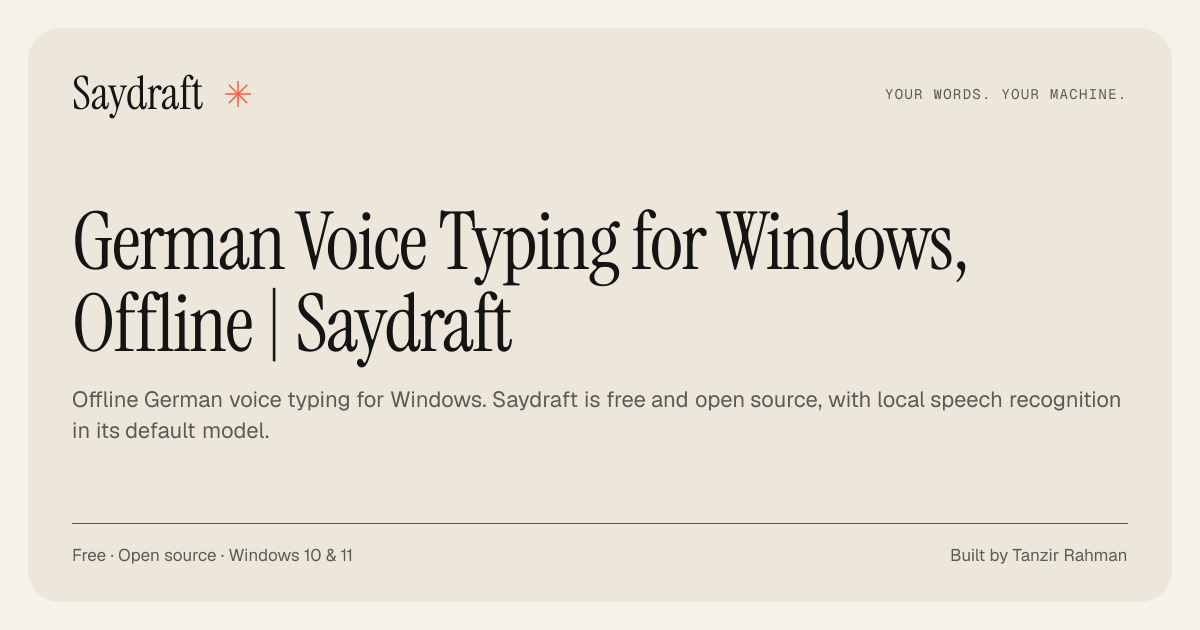 Saydraft
YOUR WORDS. YOUR MACHINE.
German Voice Typing for Windows,
Offline | Saydraft
Offline German voice typing for Windows. Saydraft is free and open source, with local speech recognition
in its default model.
Free · Open source · Windows 10 & 11
Built by Tanzir Rahman